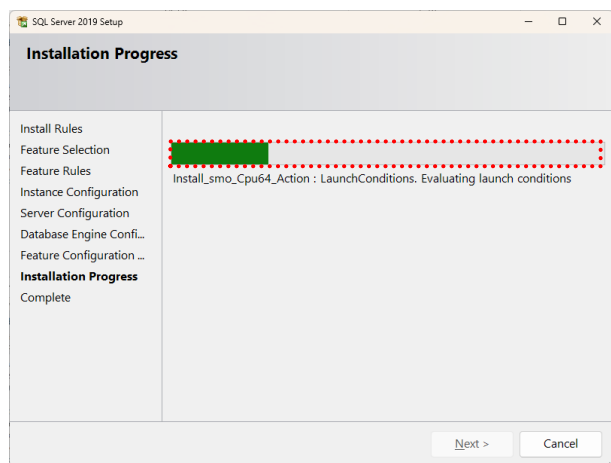 SQL Server 2019 Setup
Installation Progress
Install Rules
Feature Selection
Feature Rules
Instance Configuration
Server Configuration
Database Engine Confi...
Feature Configuration ...
Installation Progress
Complete
Install_smo_Cpu64_Action : LaunchConditions. Evaluating launch conditions
Next >
Cancel